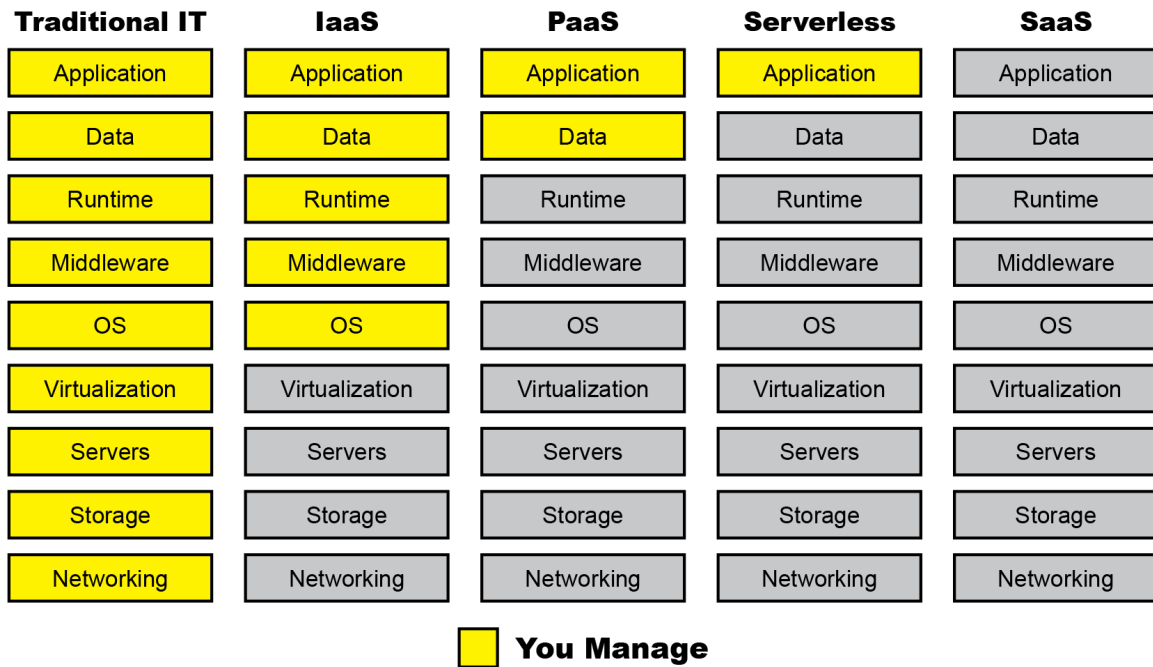 Traditional IT IaaS PaaS Serverless SaaS
Application Application Application Application Application
Data Data Data Data Data
Runtime Runtime Runtime Runtime Runtime
Middleware Middleware Middleware Middleware Middleware
OS OS OS OS OS
Virtualization Virtualization Virtualization Virtualization Virtualization
Servers Servers Servers Servers Servers
Storage Storage Storage Storage Storage
Networking Networking Networking Networking Networking
You Manage